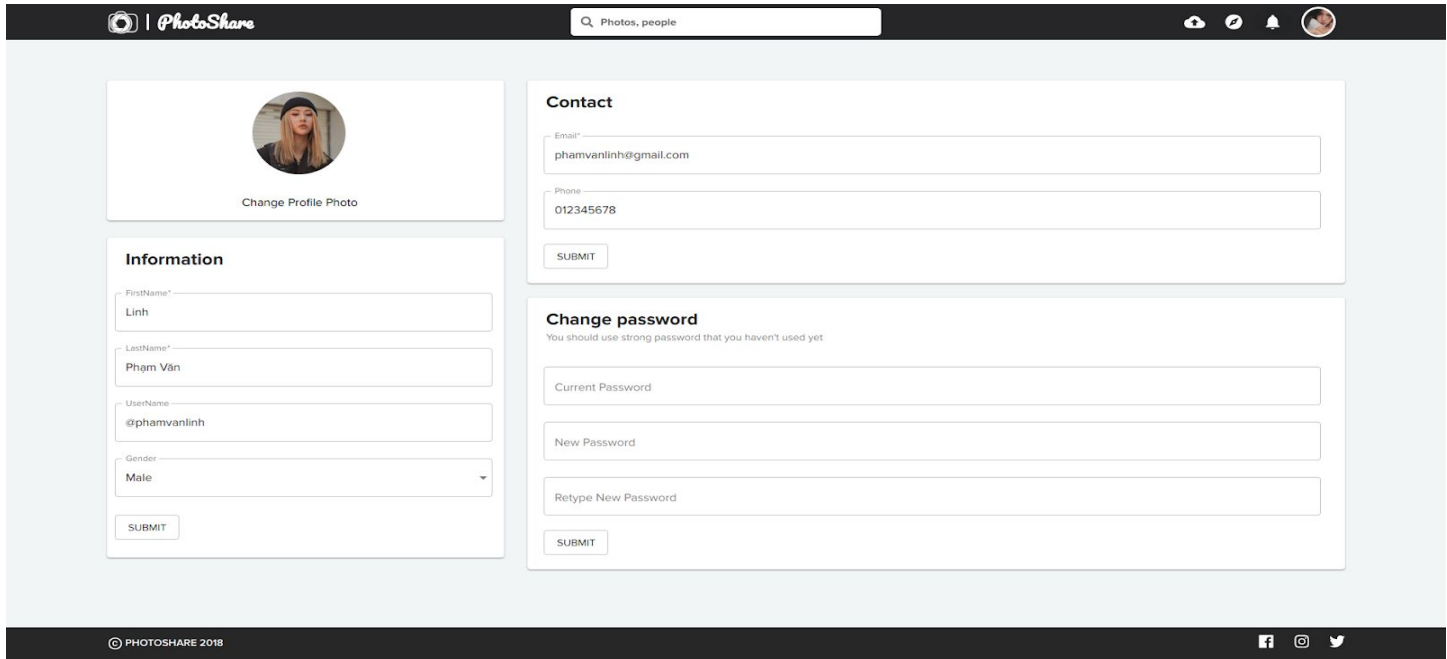 PhotoShare
Photos, people
Change Profile Photo
Information
FirstName*
Linh
LastName*
Phạm Văn
UserName
@phamvanlinh
Gender
Male
SUBMIT
Contact
Email*
phamvanlinh@gmail.com
Phone
012345678
SUBMIT
Change password
You should use strong password that you haven't used yet
Current Password
New Password
Retype New Password
SUBMIT
© PHOTOSHARE 2018